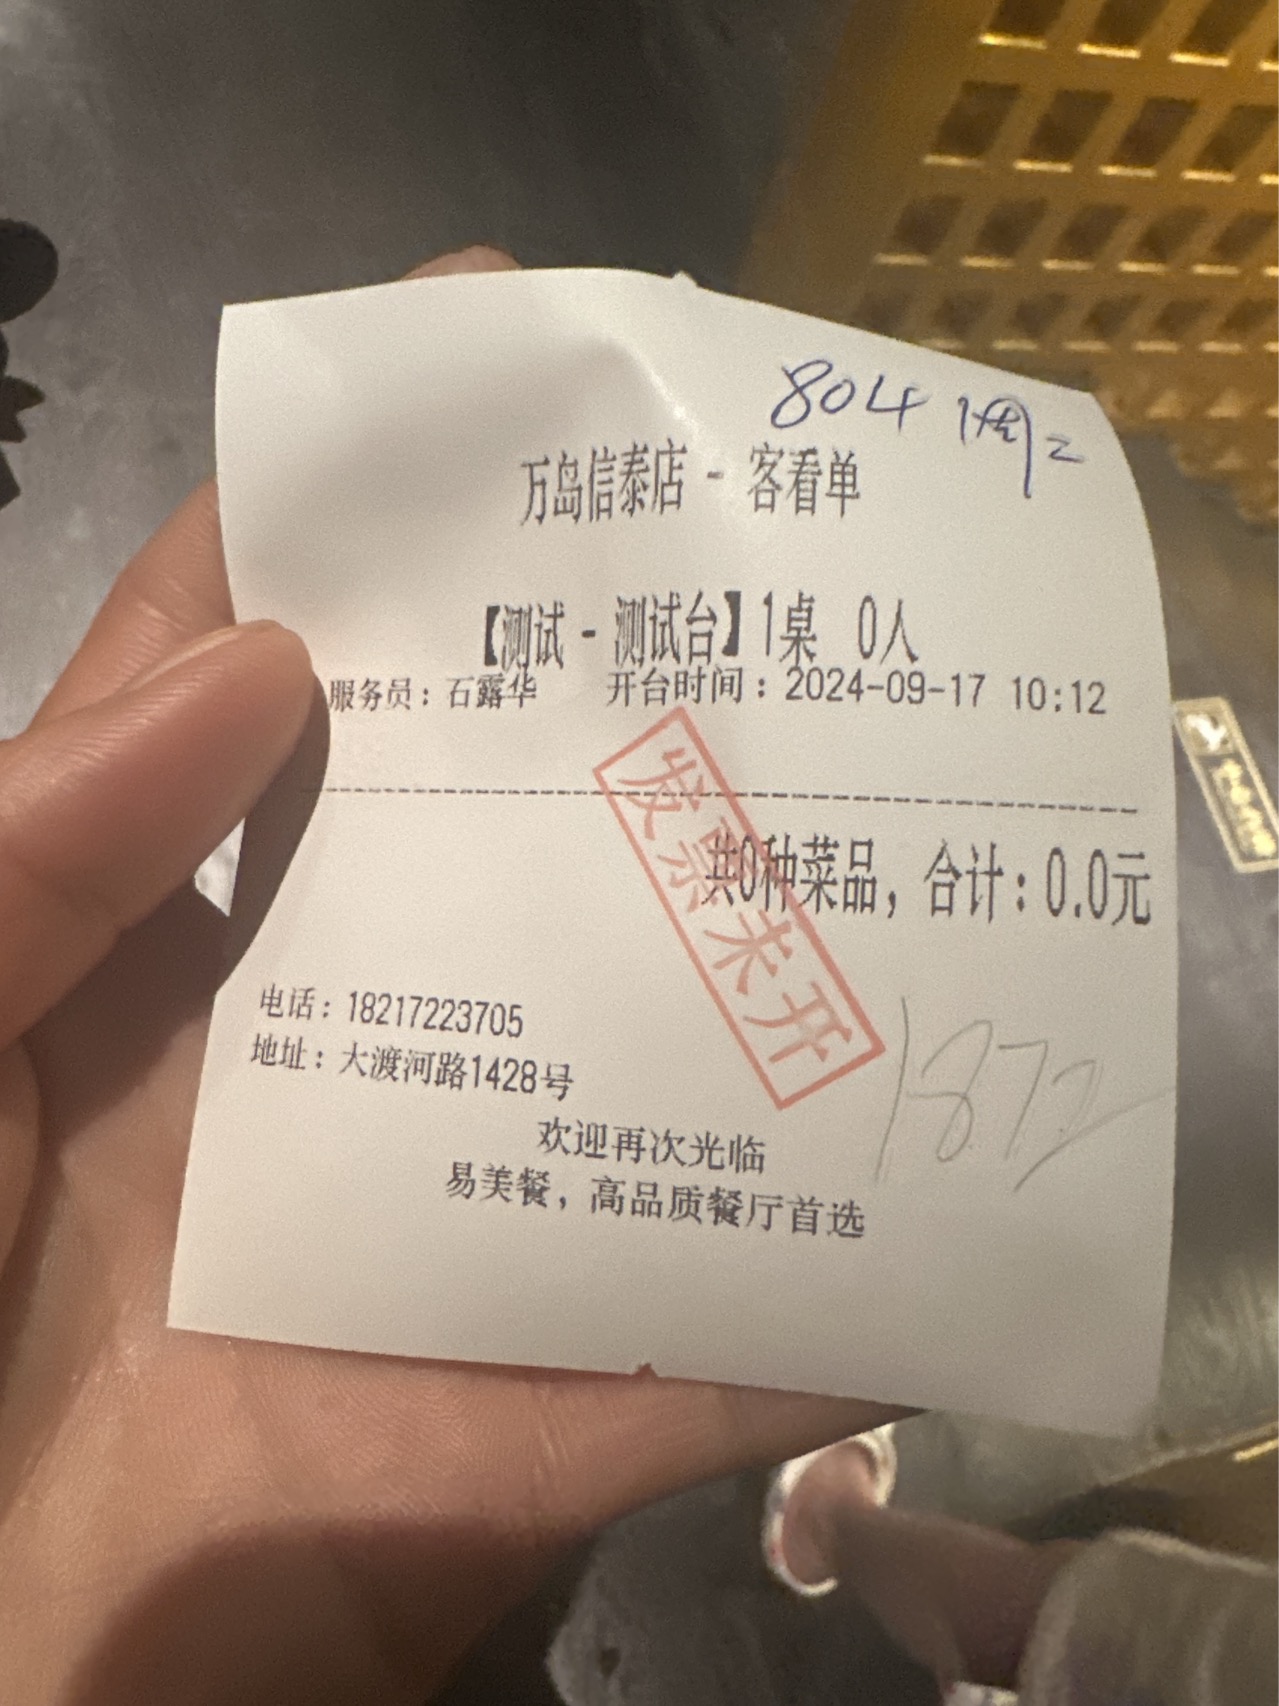 804
万岛信泰店 - 客看单
【测试 - 测试台】1桌 0人
服务员：石露华 开台时间：2024-09-17 10:12
发票未开
共0种菜品，合计：0.0元
电话：18217223705
地址：大渡河路1428号
1872
欢迎再次光临
易美餐，高品质餐厅首选